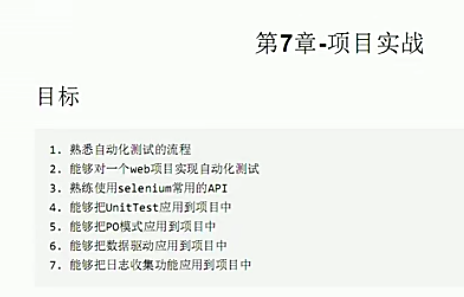 第7章-项目实战
目标
1. 熟悉自动化测试的流程
2. 能够对一个web项目实现自动化测试
3. 熟练使用selenium常用的API
4. 能够把UnitTest应用到项目中
5. 能够把PO模式应用到项目中
6. 能够把数据驱动应用到项目中
7. 能够把日志收集功能应用到项目中